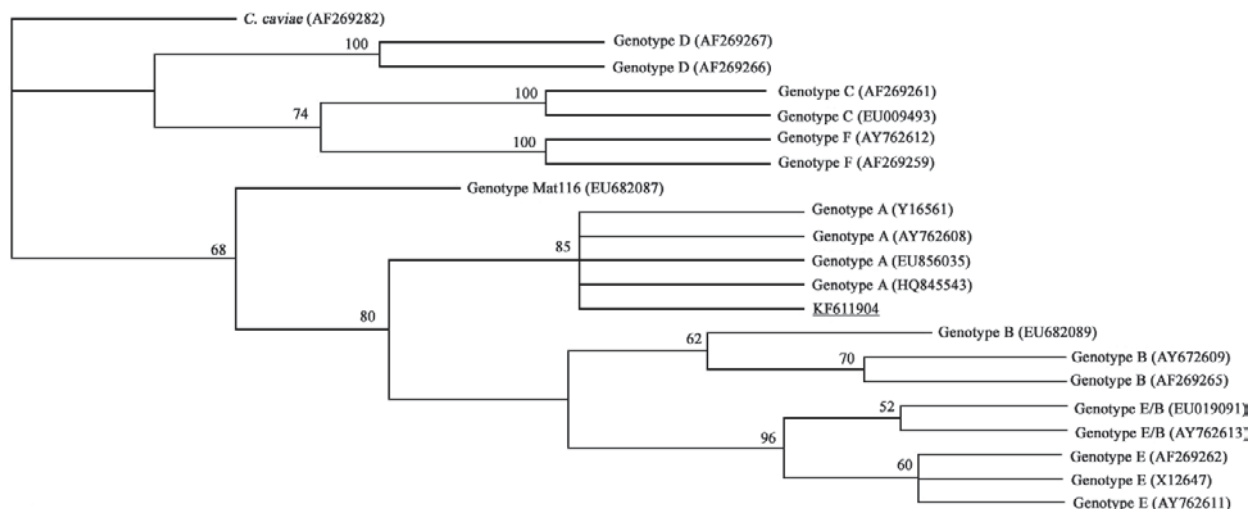 C. caviae (AF269282)
100
Genotype D (AF269267)
Genotype D (AF269266)
100
Genotype C (AF269261)
74
Genotype C (EU009493)
100
Genotype F (AY762612)
Genotype F (AF269259)
Genotype Mat116 (EU682087)
Genotype A (Y16561)
68
Genotype A (AY762608)
85
Genotype A (EU856035)
Genotype A (HQ845543)
80
KF611904
62
Genotype B (EU682089)
70
Genotype B (AY672609)
Genotype B (AF269265)
52
Genotype E/B (EU019091)
96
Genotype E/B (AY762613)
Genotype E (AF269262)
60
Genotype E (X12647)
Genotype E (AY762611)